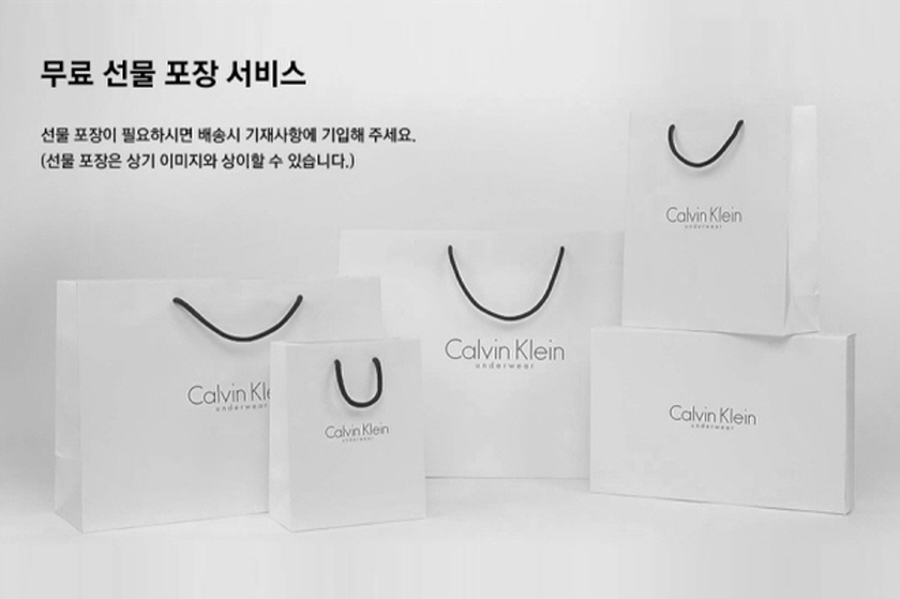 무료 선물 포장 서비스
선물 포장이 필요하시면 배송시 기재사항에 기입해 주세요.
(선물 포장은 상기 이미지와 상이할 수 있습니다.)
Calvin Klein
underwear
Calvin Klein
underwear
Calvin Kle
underwear
Calvin Klein
underwear
Calvin Klein
underwear